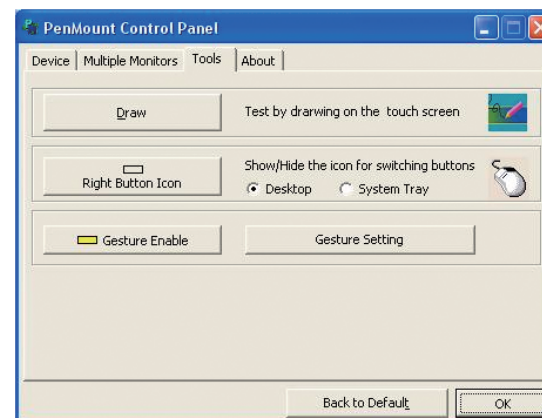 PenMount Control Panel
Device Multiple Monitors Tools About
Draw Test by drarwing on the touch screen
Show/Hide the icon for switching buttons
Right Button Icon Desktop System Tray
Gesture Enable Gesture Setting
Back to Default OK